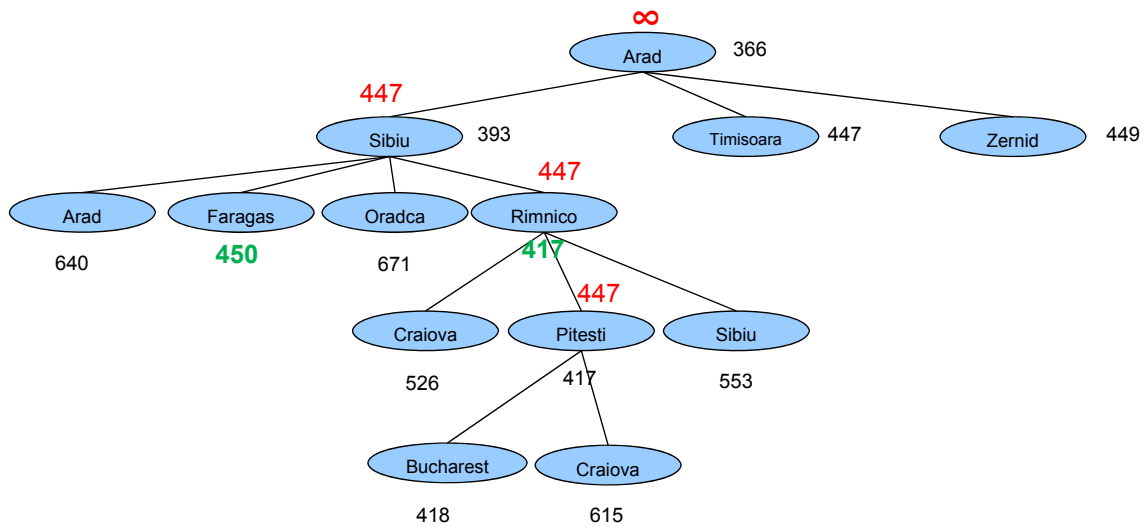 ∞
Arad 366
447
Sibiu 393 Timisoara 447 Zernid 449
447
Arad Faragas Oradca Rimnico
640 450 671 417
447
Craiova Pitesti Sibiu
526 417 553
Bucharest Craiova
418 615